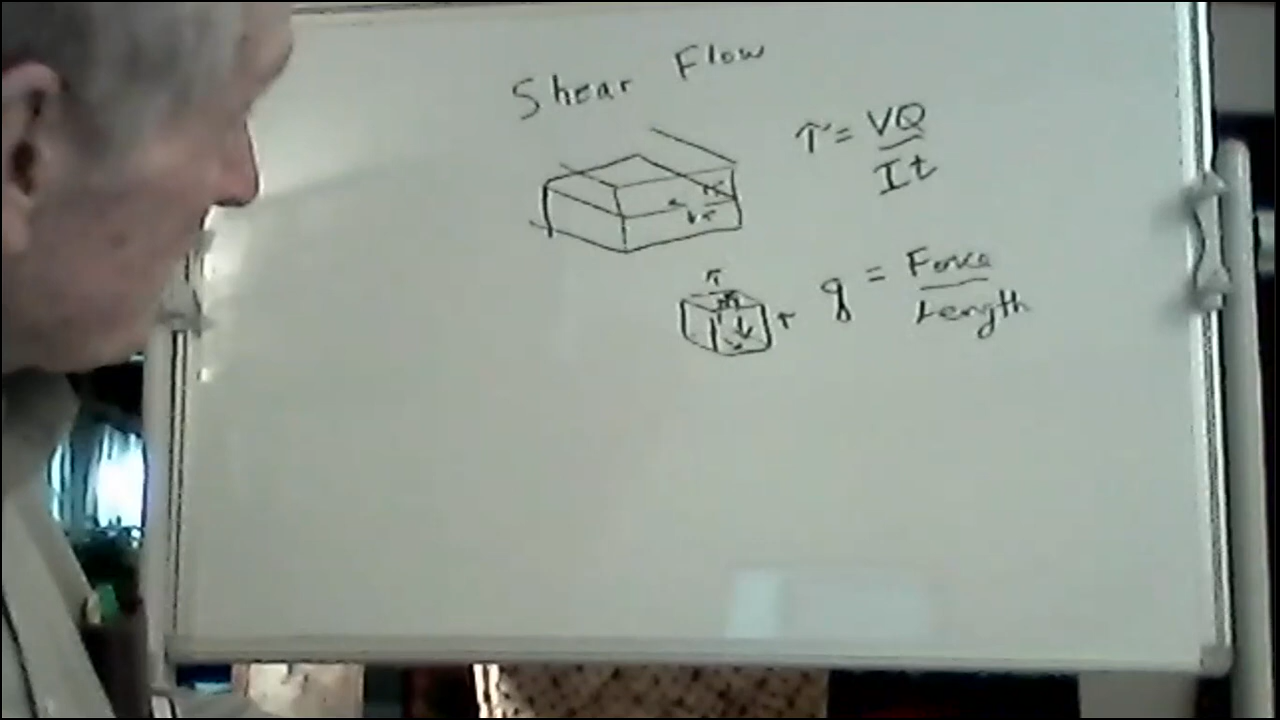 Shear Flow
τ = VQ
It
τ
τ
q = Force
Length